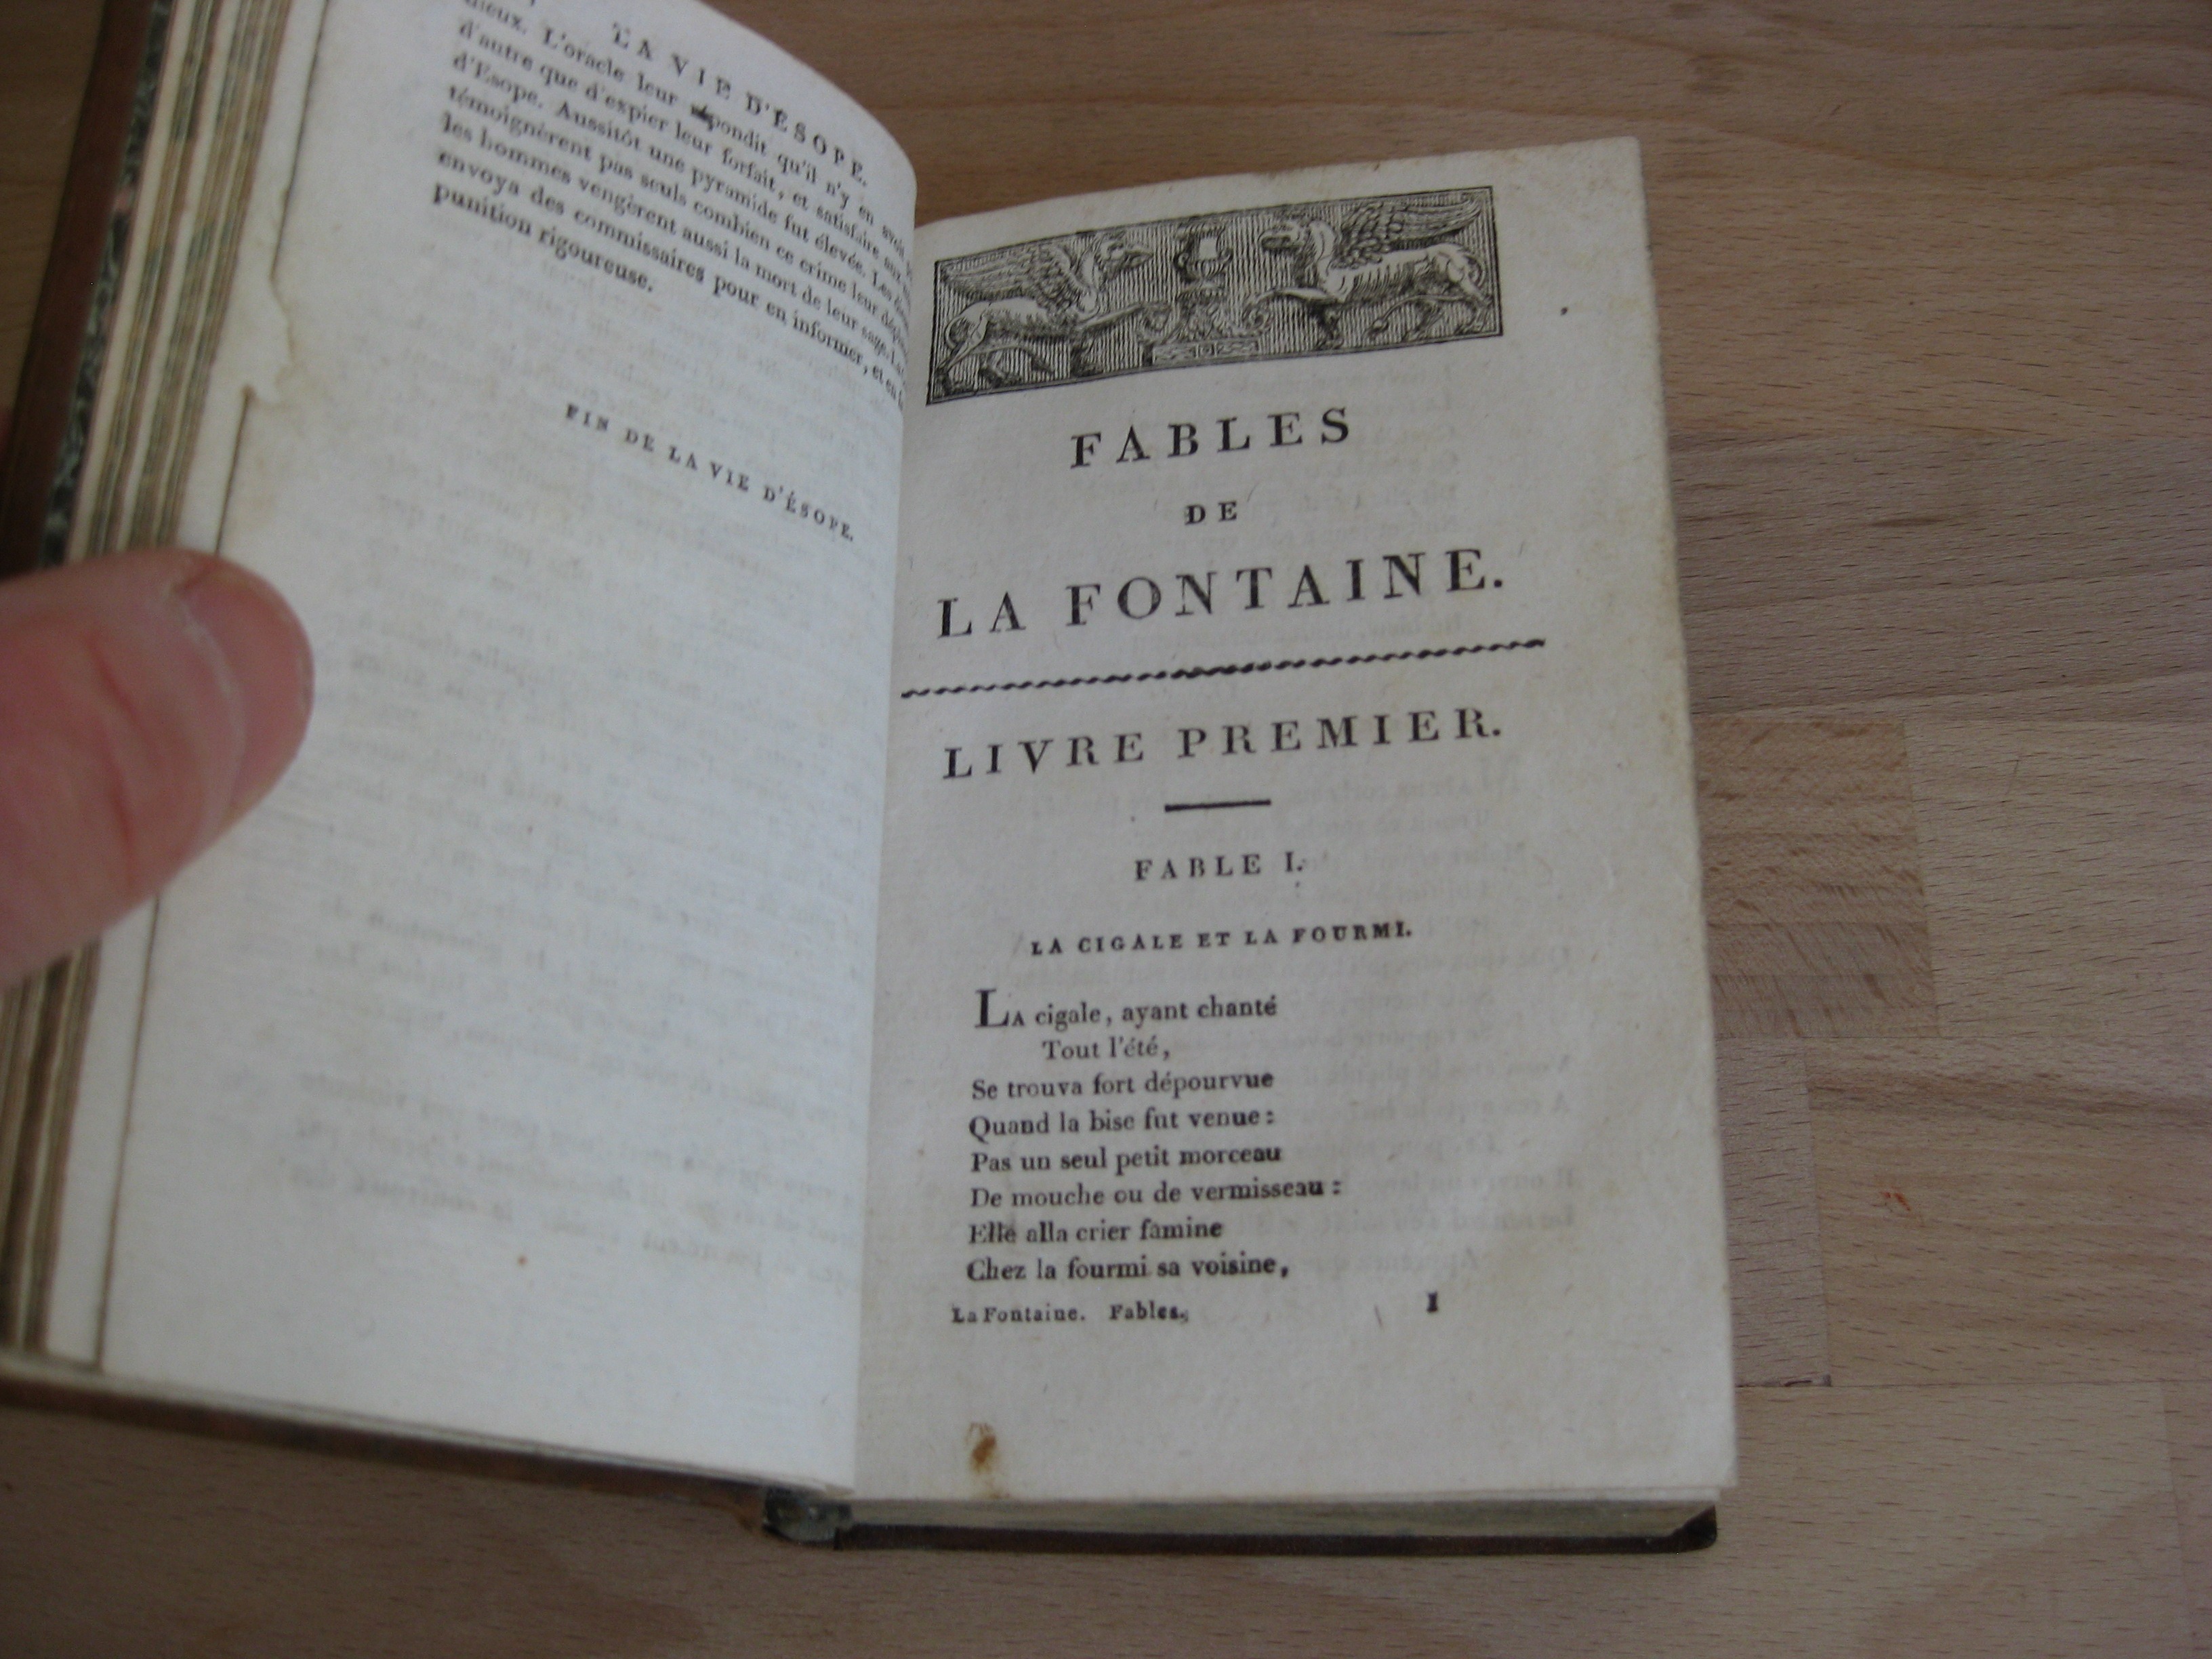 LA VIE D'ÉSOPE.
dieux. L'oracle leur répondit qu'il n'y en avoit
d'autre que d'expier leur forfait, et satisfaire aux
d'Ésope. Aussitôt une pyramide fut élevée. Les
témoignèrent pas seuls combien ce crime leur
les hommes vengèrent aussi la mort de leur sage. La
envoya des commissaires pour en informer, et en
punition rigoureuse.
FIN DE LA VIE D'ÉSOPE.
FABLES
DE
LA FONTAINE.
LIVRE PREMIER.
FABLE I.
LA CIGALE ET LA FOURMI.
LA cigale, ayant chanté
Tout l'été,
Se trouva fort dépourvue
Quand la bise fut venue :
Pas un seul petit morceau
De mouche ou de vermisseau :
Elle alla crier famine
Chez la fourmi sa voisine,
La Fontaine. Fables. 1